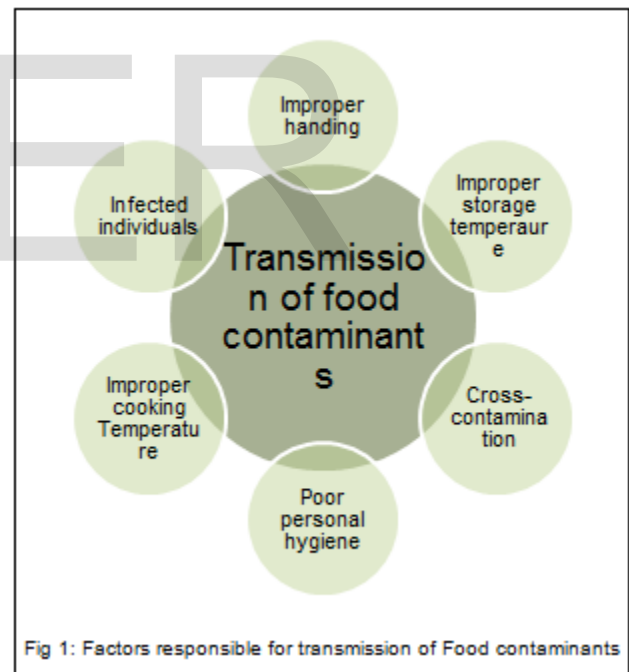 ER
Improper
handing
Improper
storage
temperaur
e
Cross-
contamina
tion
Poor
personal
hygiene
Improper
cooking
Temperatu
re
Infected
individuals
Transmissio
n of food
contaminant
s
Fig 1: Factors responsible for transmission of Food contaminants